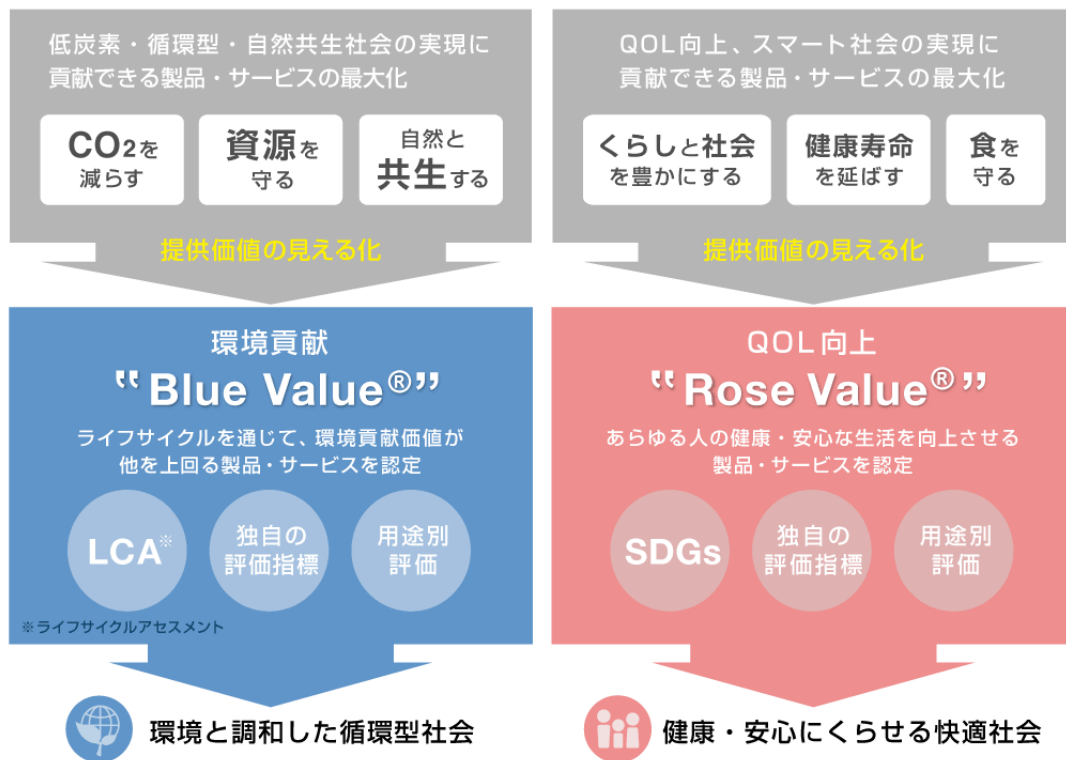 低炭素・循環型・自然共生社会の実現に
貢献できる製品・サービスの最大化
CO2を
減らす
資源を
守る
自然と
共生する
提供価値の見える化
環境貢献
“Blue Value®”
ライフサイクルを通じて、環境貢献価値が
他を上回る製品・サービスを認定
LCA※
独自の
評価指標
用途別
評価
※ライフサイクルアセスメント
環境と調和した循環型社会
QOL向上、スマート社会の実現に
貢献できる製品・サービスの最大化
くらしと社会
を豊かにする
健康寿命
を延ばす
食を
守る
提供価値の見える化
QOL向上
“Rose Value®”
あらゆる人の健康・安心な生活を向上させる
製品・サービスを認定
SDGs
独自の
評価指標
用途別
評価
健康・安心にくらせる快適社会